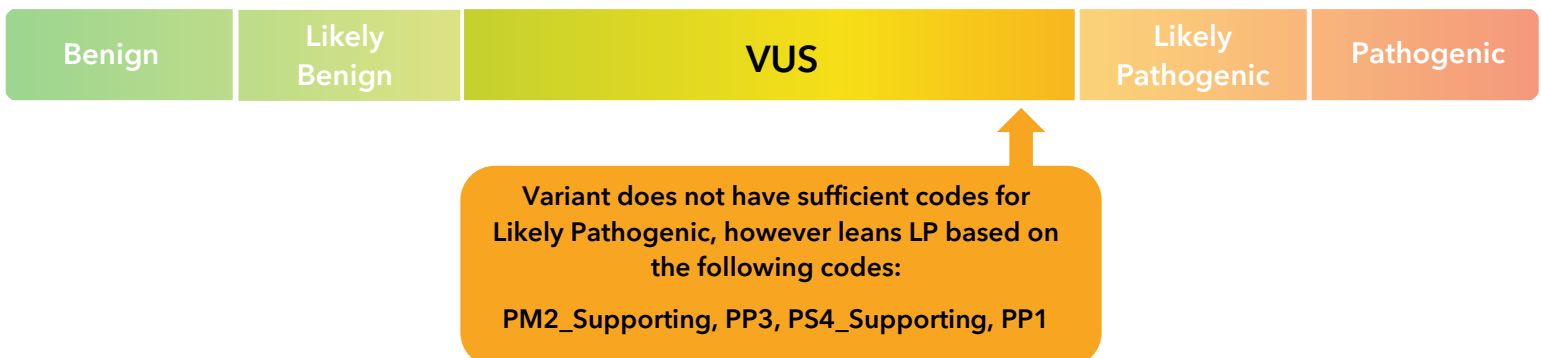 Benign
Likely
Benign
VUS
Likely
Pathogenic
Pathogenic
Variant does not have sufficient codes for
Likely Pathogenic, however leans LP based on
the following codes:
PM2_Supporting, PP3, PS4_Supporting, PP1